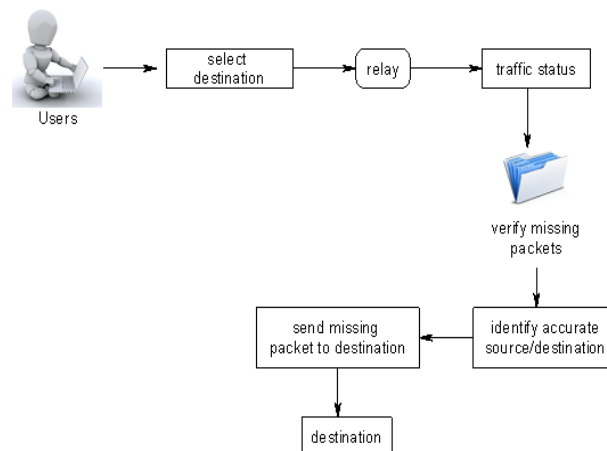 Users
select
destination
relay
traffic status
verify missing
packets
identify accurate
source/destination
send missing
packet to destination
destination